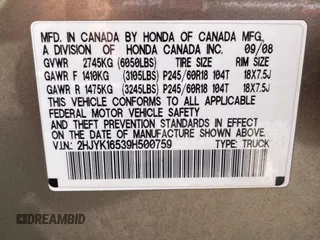 MFD. IN CANADA BY HONDA OF CANADA MFG.,
A DIVISION OF HONDA CANADA INC. 09/08
GVWR 2745KG (6050LBS) TIRE SIZE RIM SIZE
GAWR F 1410KG (3105LBS) P245/60R18 104T 18X7.5J
GAWR R 1475KG (3245LBS) P245/60R18 104T 18X7.5J
THIS VEHICLE CONFORMS TO ALL APPLICABLE
FEDERAL MOTOR VEHICLE SAFETY
AND THEFT PREVENTION STANDARDS IN EFFECT
ON THE DATE OF MANUFACTURE SHOWN ABOVE.
V.I.N.: 2HJYK16539H500759 TYPE: TRUCK
DREAMBID